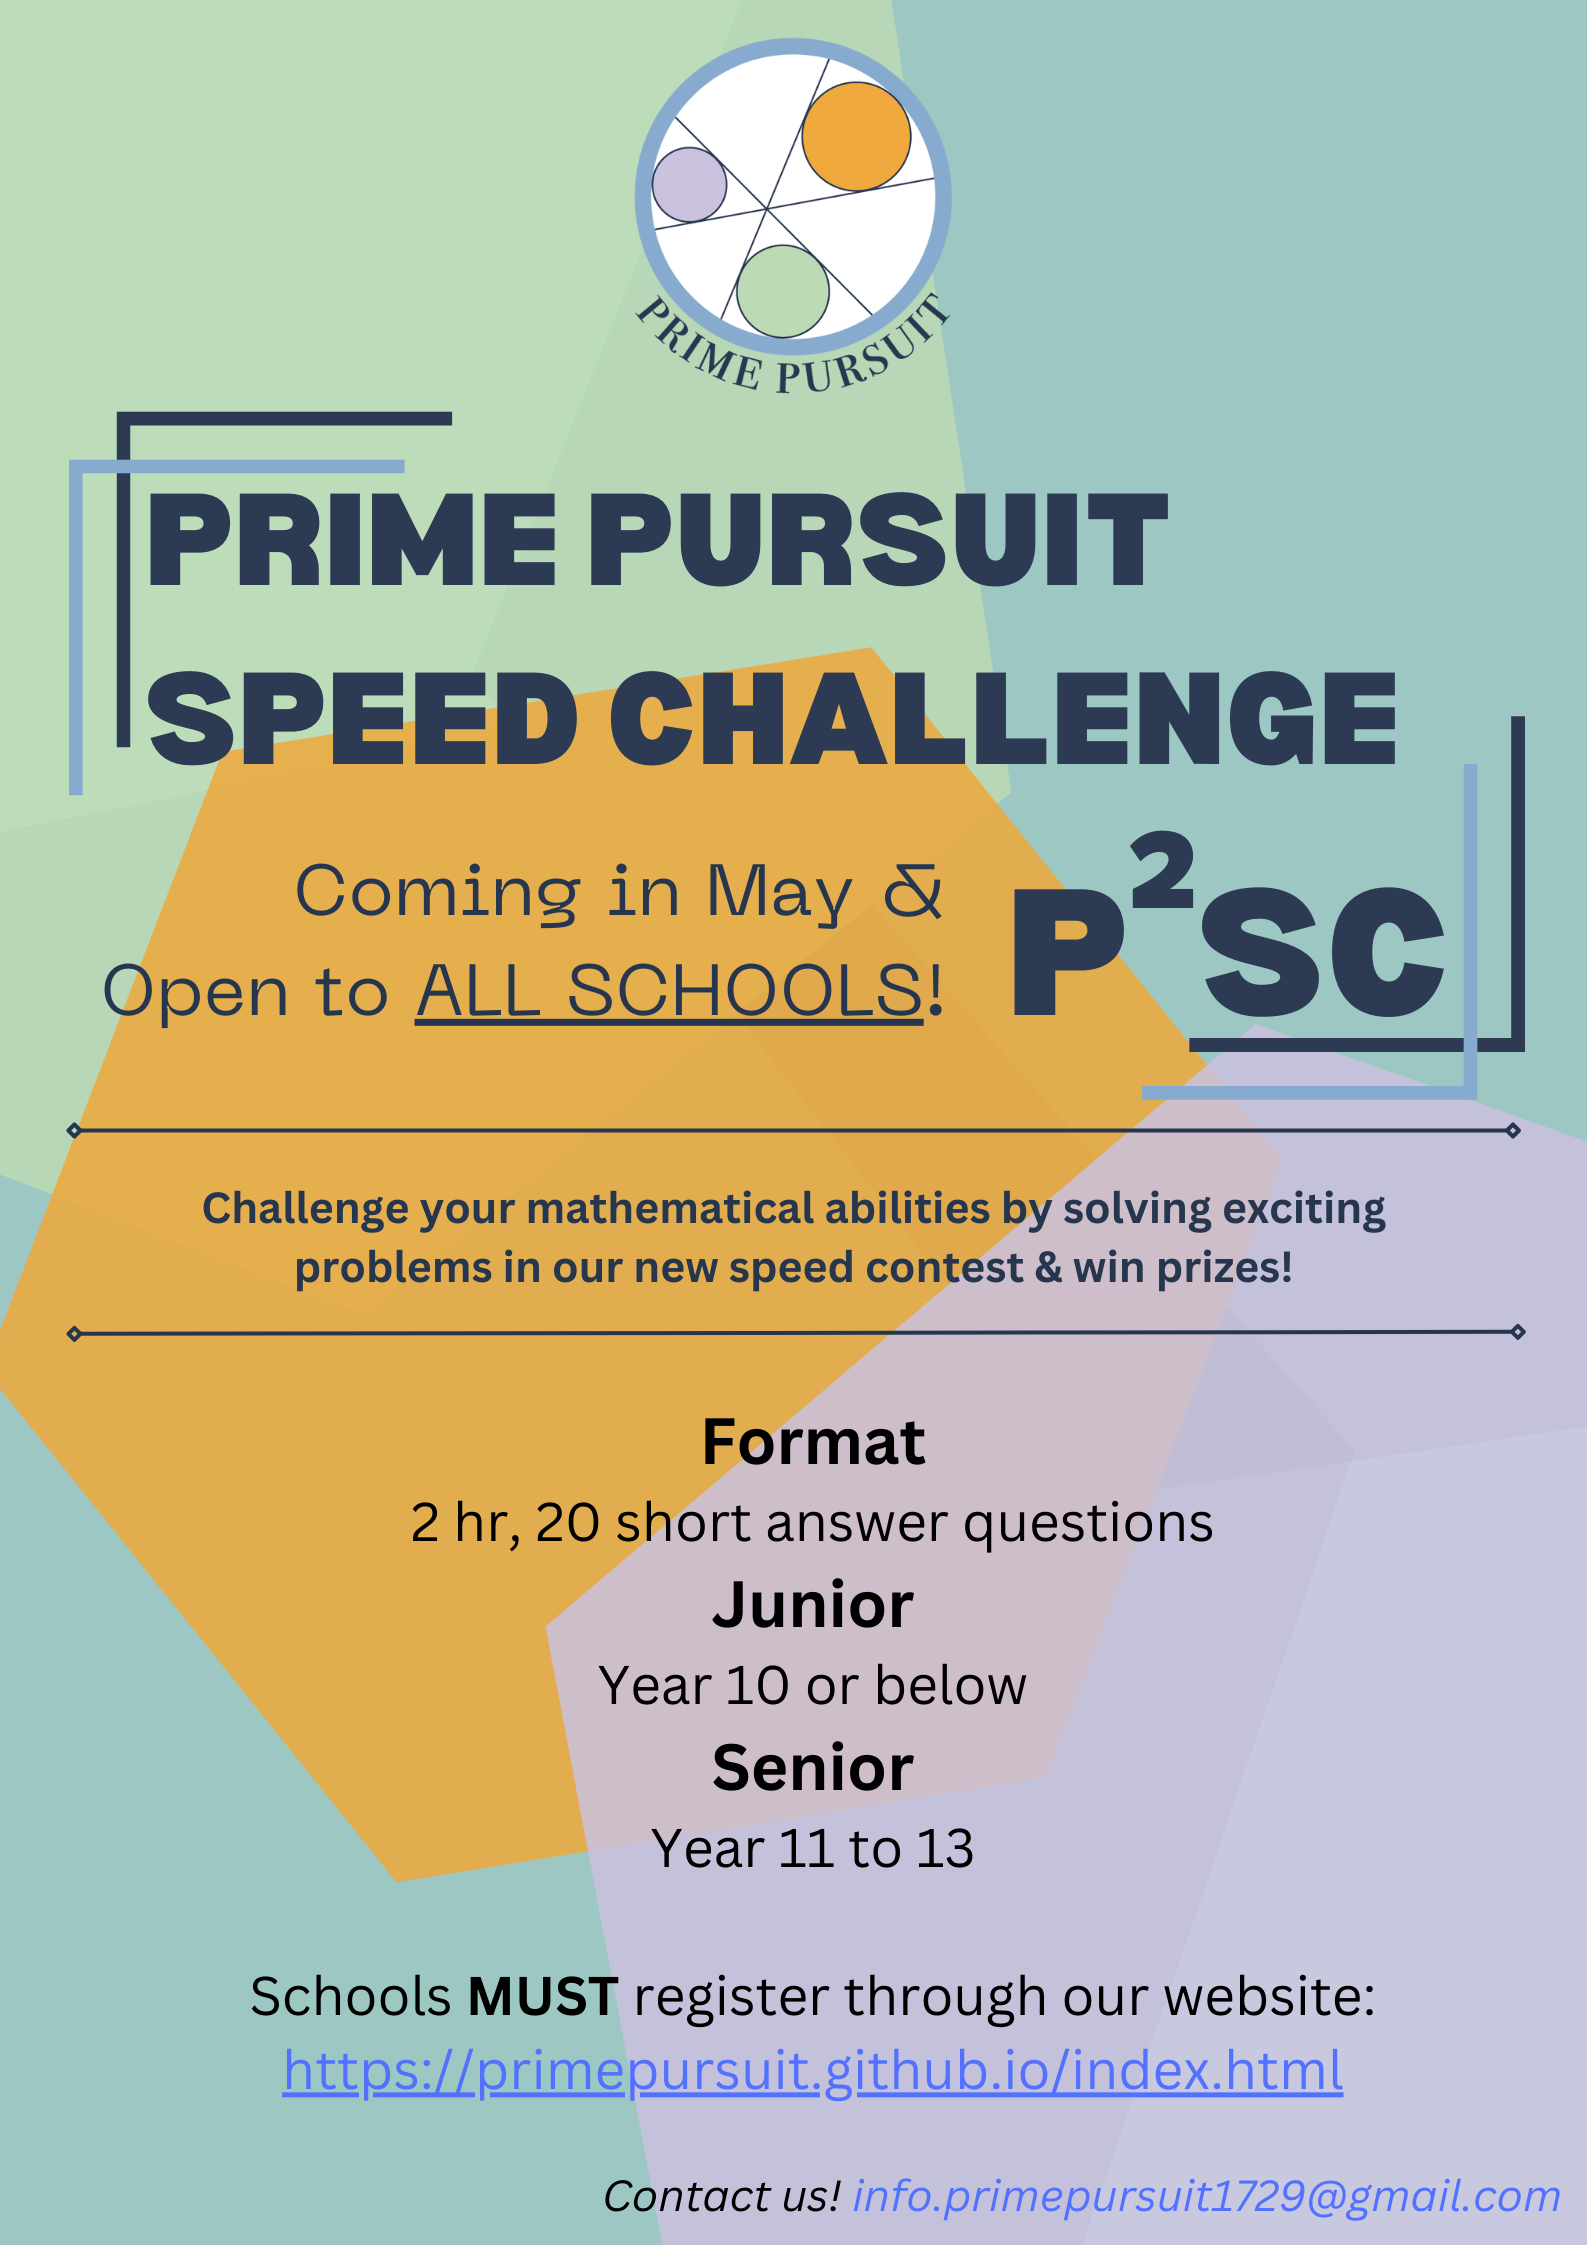 PRIME PURSUIT
PRIME PURSUIT
SPEED CHALLENGE
Coming in May &
Open to ALL SCHOOLS!
P²SC
Challenge your mathematical abilities by solving exciting
problems in our new speed contest & win prizes!
Format
2 hr, 20 short answer questions
Junior
Year 10 or below
Senior
Year 11 to 13
Schools MUST register through our website:
https://primepursuit.github.io/index.html
Contact us! info.primepursuit1729@gmail.com